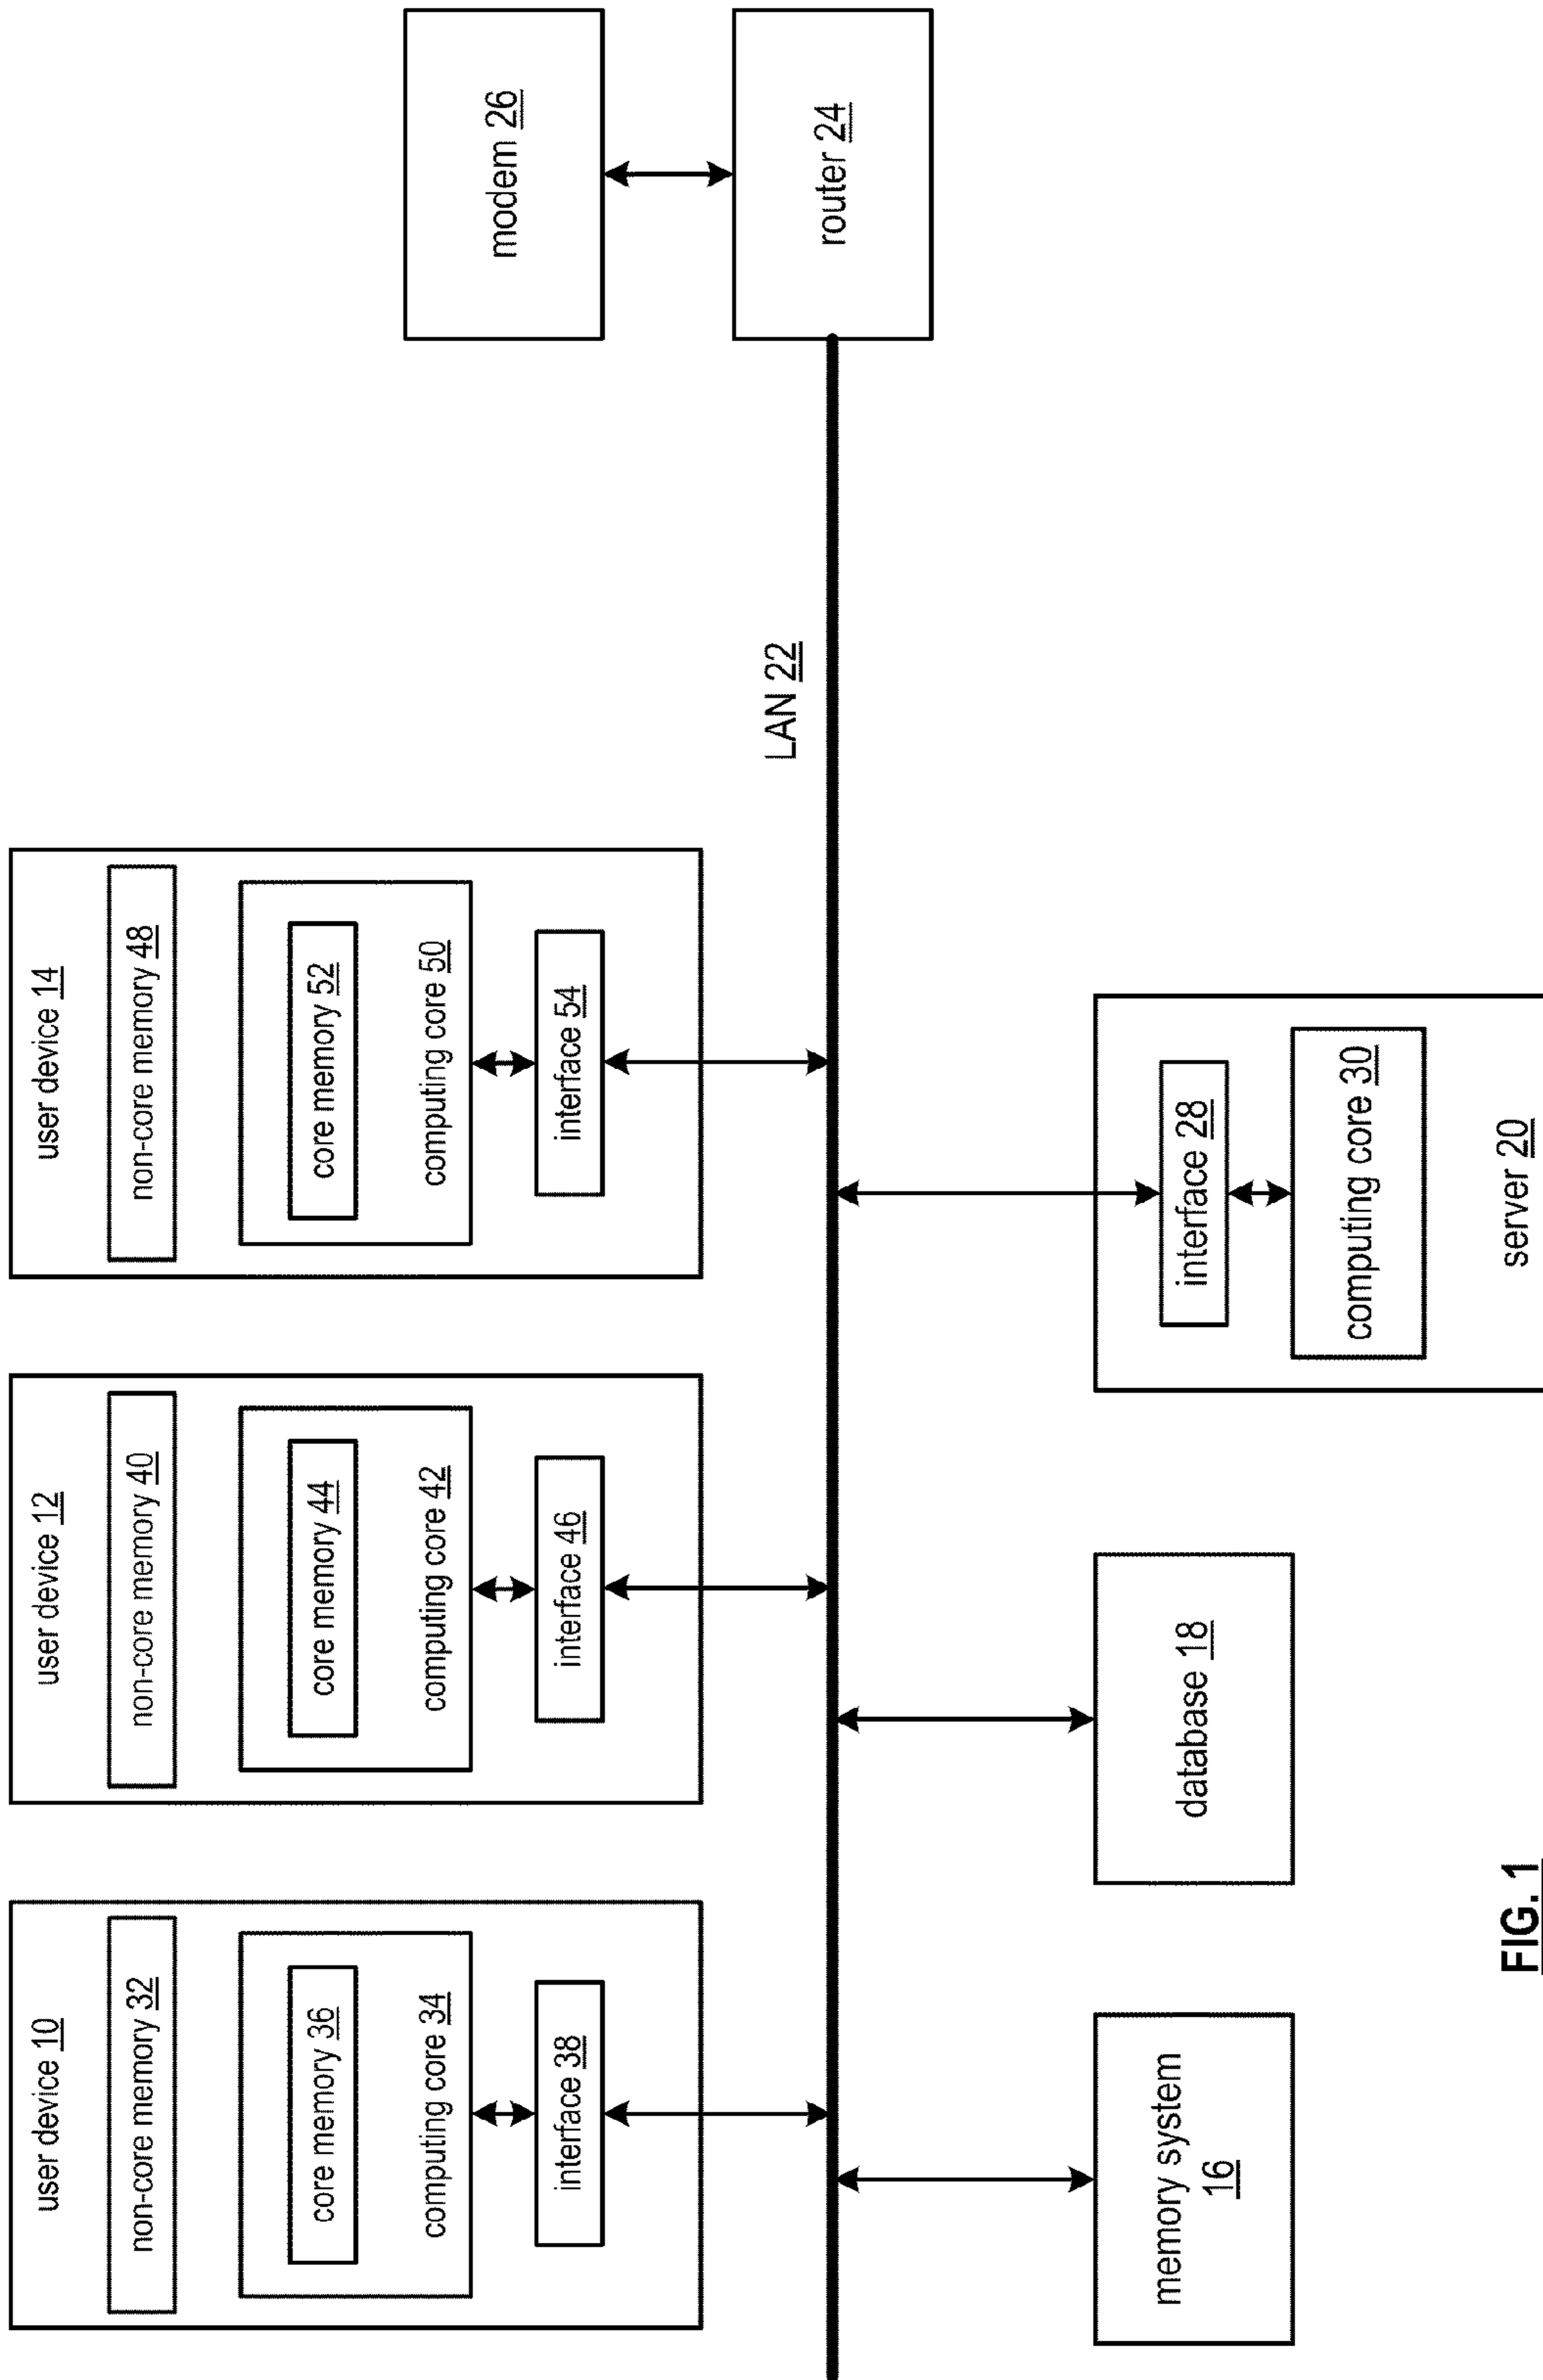 user device 10
non-core memory 32
core memory 36
computing core 34
interface 38
user device 12
non-core memory 40
core memory 44
computing core 42
interface 46
user device 14
non-core memory 48
core memory 52
computing core 50
interface 54
modem 26
router 24
LAN 22
memory system
16
database 18
interface 28
computing core 30
server 20
FIG. 1